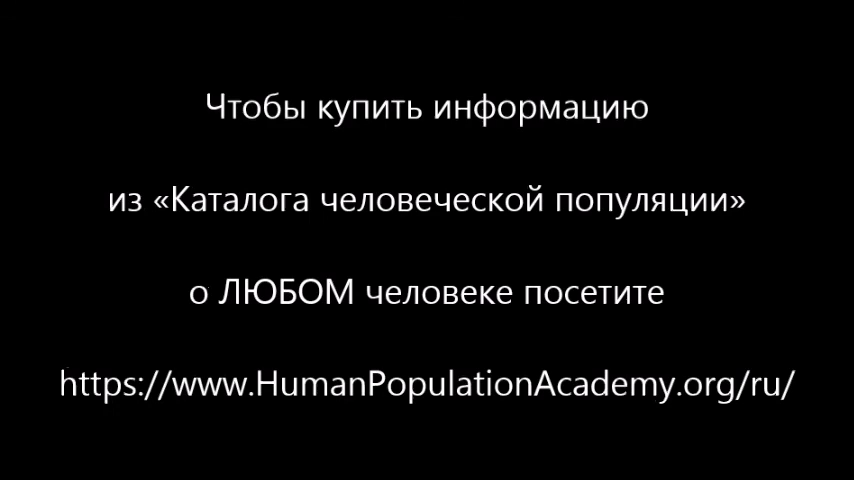 Чтобы купить информацию
из «Каталога человеческой популяции»
о ЛЮБОМ человеке посетите
https://www.HumanPopulationAcademy.org/ru/